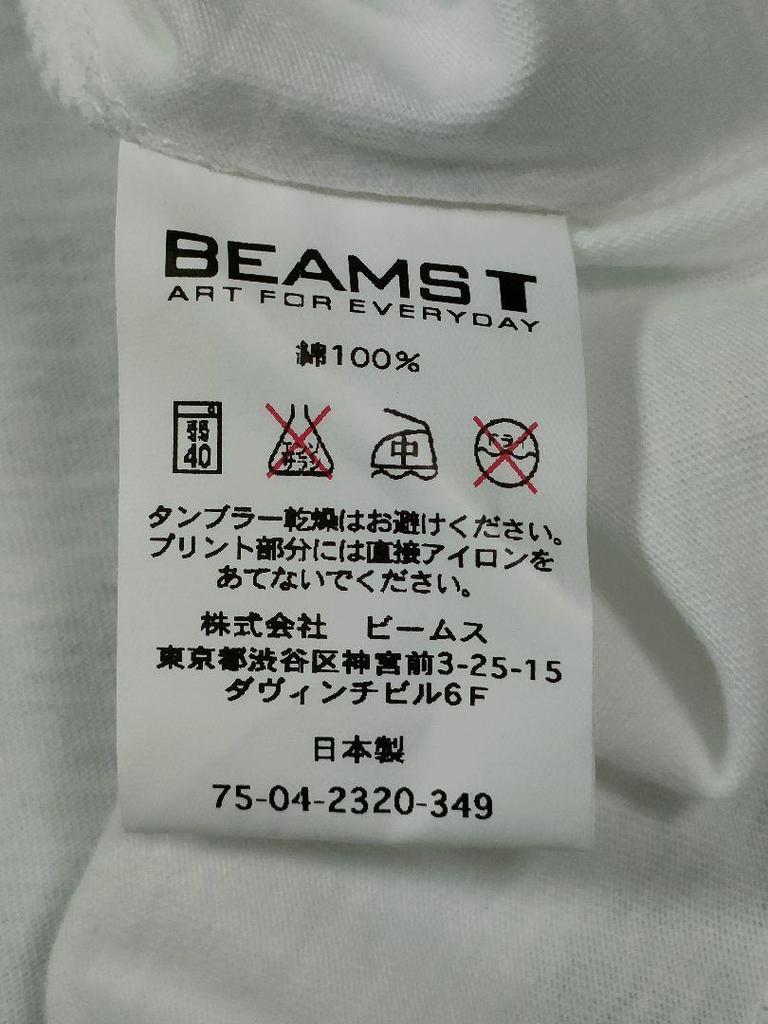 BEAMS T
ART FOR EVERYDAY
綿100%
弱 40 エンソ サラシ 中 ドライ
タンブラー乾燥はお避けください。
プリント部分には直接アイロンを
あてないでください。
株式会社 ビームス
東京都渋谷区神宮前3-25-15
ダヴィンチビル6F
日本製
75-04-2320-349